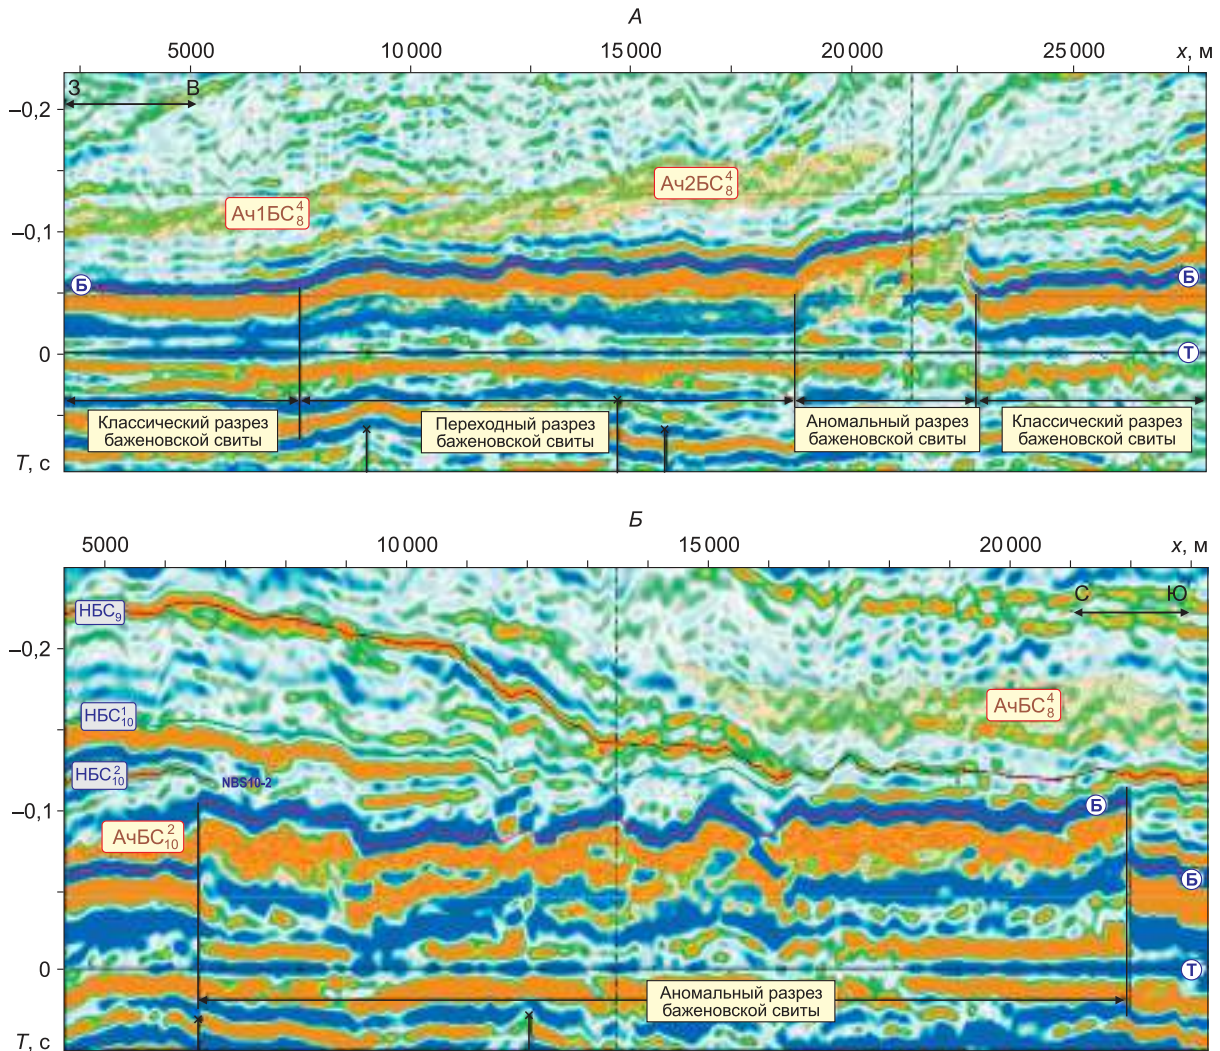 А
5000 10 000 15 000 20 000 25 000 x, м
З В
–0,2
Ач2БС⁴₈
Ач1БС⁴₈
–0,1
Б Б
0 Т
Классический разрез
баженовской свиты
Переходный разрез
баженовской свиты
Аномальный разрез
баженовской свиты
Классический разрез
баженовской свиты
T, с
Б
5000 10 000 15 000 20 000 x, м
С Ю
НБС₉
–0,2
АчБС⁴₈
НБС¹₁₀
НБС²₁₀
NBS10-2
–0,1
Б
АчБС²₁₀
Б
0 Т
Аномальный разрез
баженовской свиты
T, с